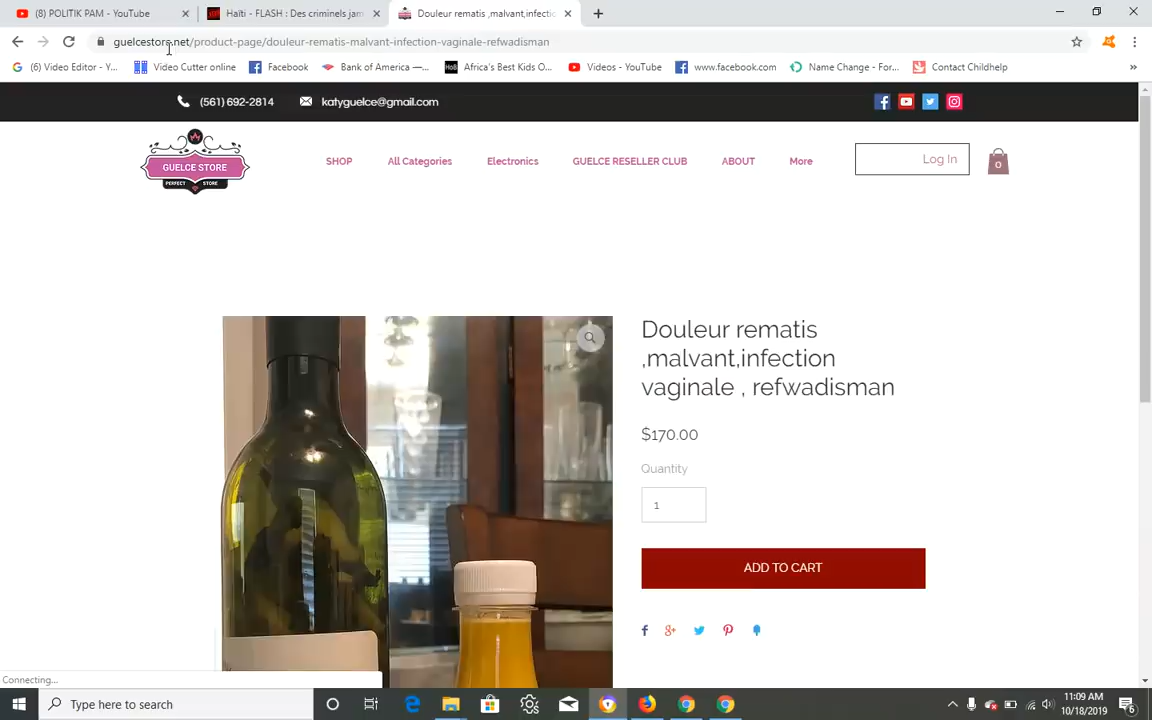 (8) POLITIK PAM - YouTube
Haïti - FLASH : Des criminels jam
Douleur rematis ,malvant,infectio
guelcestore.net/product-page/douleur-rematis-malvant-infection-vaginale-refwadisman
(6) Video Editor - Y...
Video Cutter online
Facebook
Bank of America —...
Africa's Best Kids O...
Videos - YouTube
www.facebook.com
Name Change - For...
Contact Childhelp
(561) 692-2814
katyguelce@gmail.com
GUELCE STORE
PERFECT STORE
SHOP
All Categories
Electronics
GUELCE RESELLER CLUB
ABOUT
More
Log In
0
Douleur rematis
,malvant,infection
vaginale , refwadisman
$170.00
Quantity
1
ADD TO CART
Connecting...
Type here to search
11:09 AM
10/18/2019
6